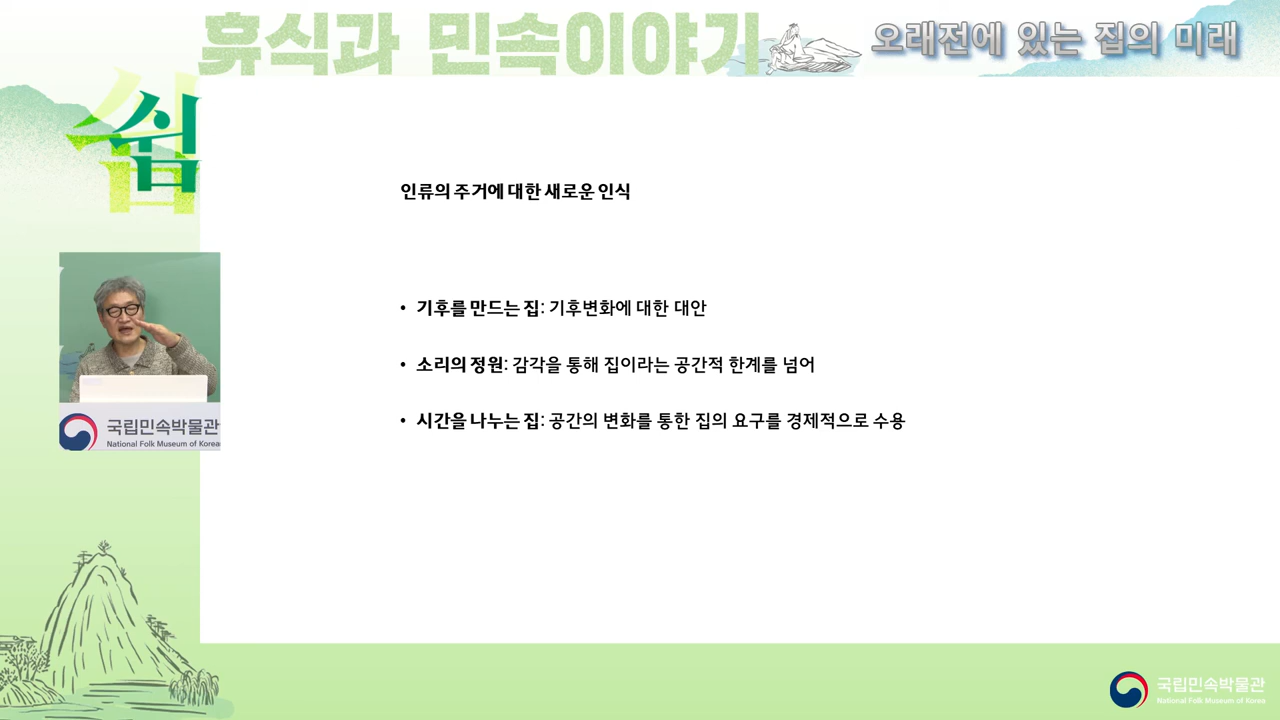 휴식과 민속이야기
오래전에 있는 집의 미래
쉼
인류의 주거에 대한 새로운 인식
• 기후를 만드는 집: 기후변화에 대한 대안
• 소리의 정원: 감각을 통해 집이라는 공간적 한계를 넘어
• 시간을 나누는 집: 공간의 변화를 통한 집의 요구를 경제적으로 수용
국립민속박물관
National Folk Museum of Korea
국립민속박물관
National Folk Museum of Korea